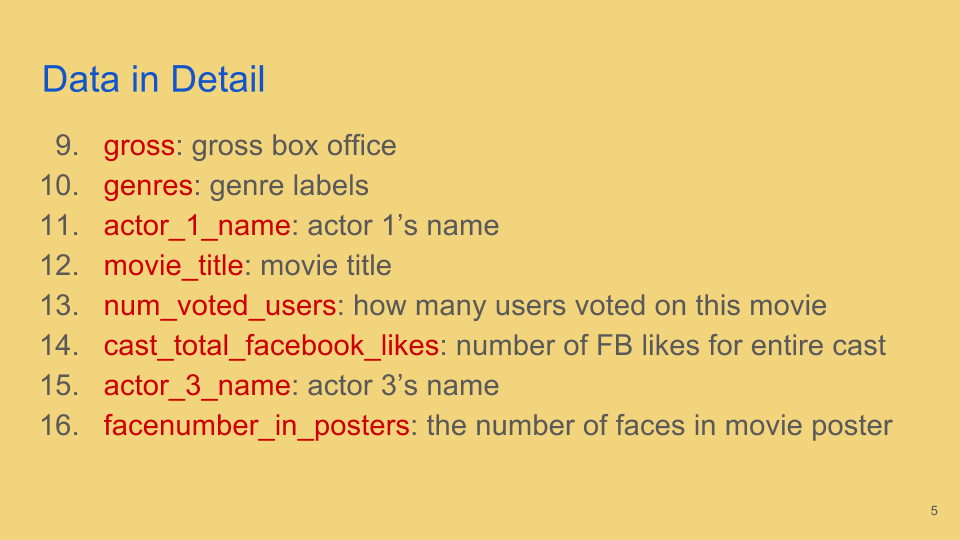 Data in Detail
9. gross: gross box office
10. genres: genre labels
11. actor_1_name: actor 1’s name
12. movie_title: movie title
13. num_voted_users: how many users voted on this movie
14. cast_total_facebook_likes: number of FB likes for entire cast
15. actor_3_name: actor 3’s name
16. facenumber_in_posters: the number of faces in movie poster
5